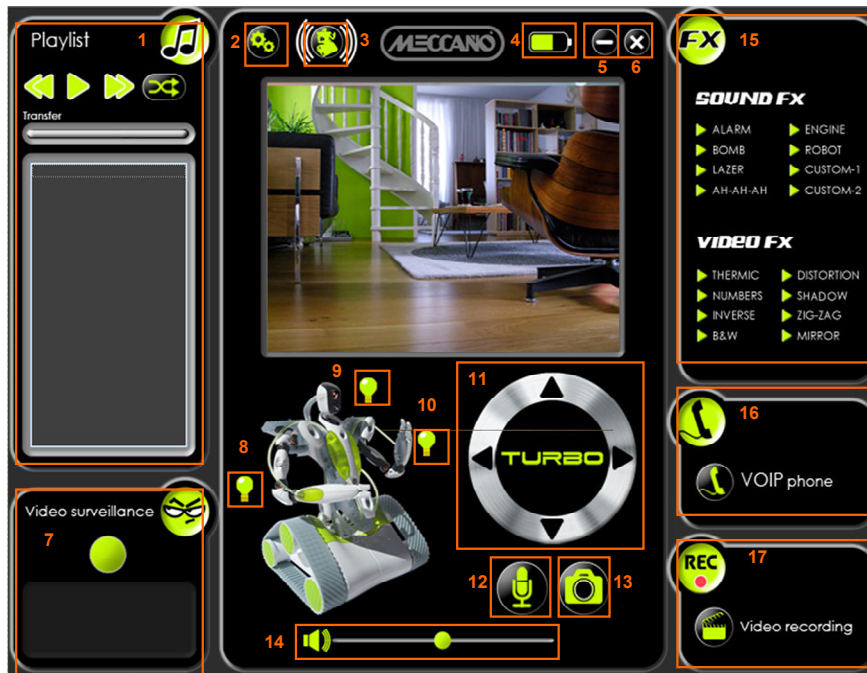 Playlist 1
Transfer
Video surveillance
7
2
3
MECCANO
4
5
6
9
10
8
11
TURBO
12
13
14
FX 15
SOUND FX
ALARM ENGINE
BOMB ROBOT
LAZER CUSTOM-1
AH-AH-AH CUSTOM-2
VIDEO FX
THERMIC DISTORTION
NUMBERS SHADOW
INVERSE ZIG-ZAG
B&W MIRROR
16
VOIP phone
REC 17
Video recording